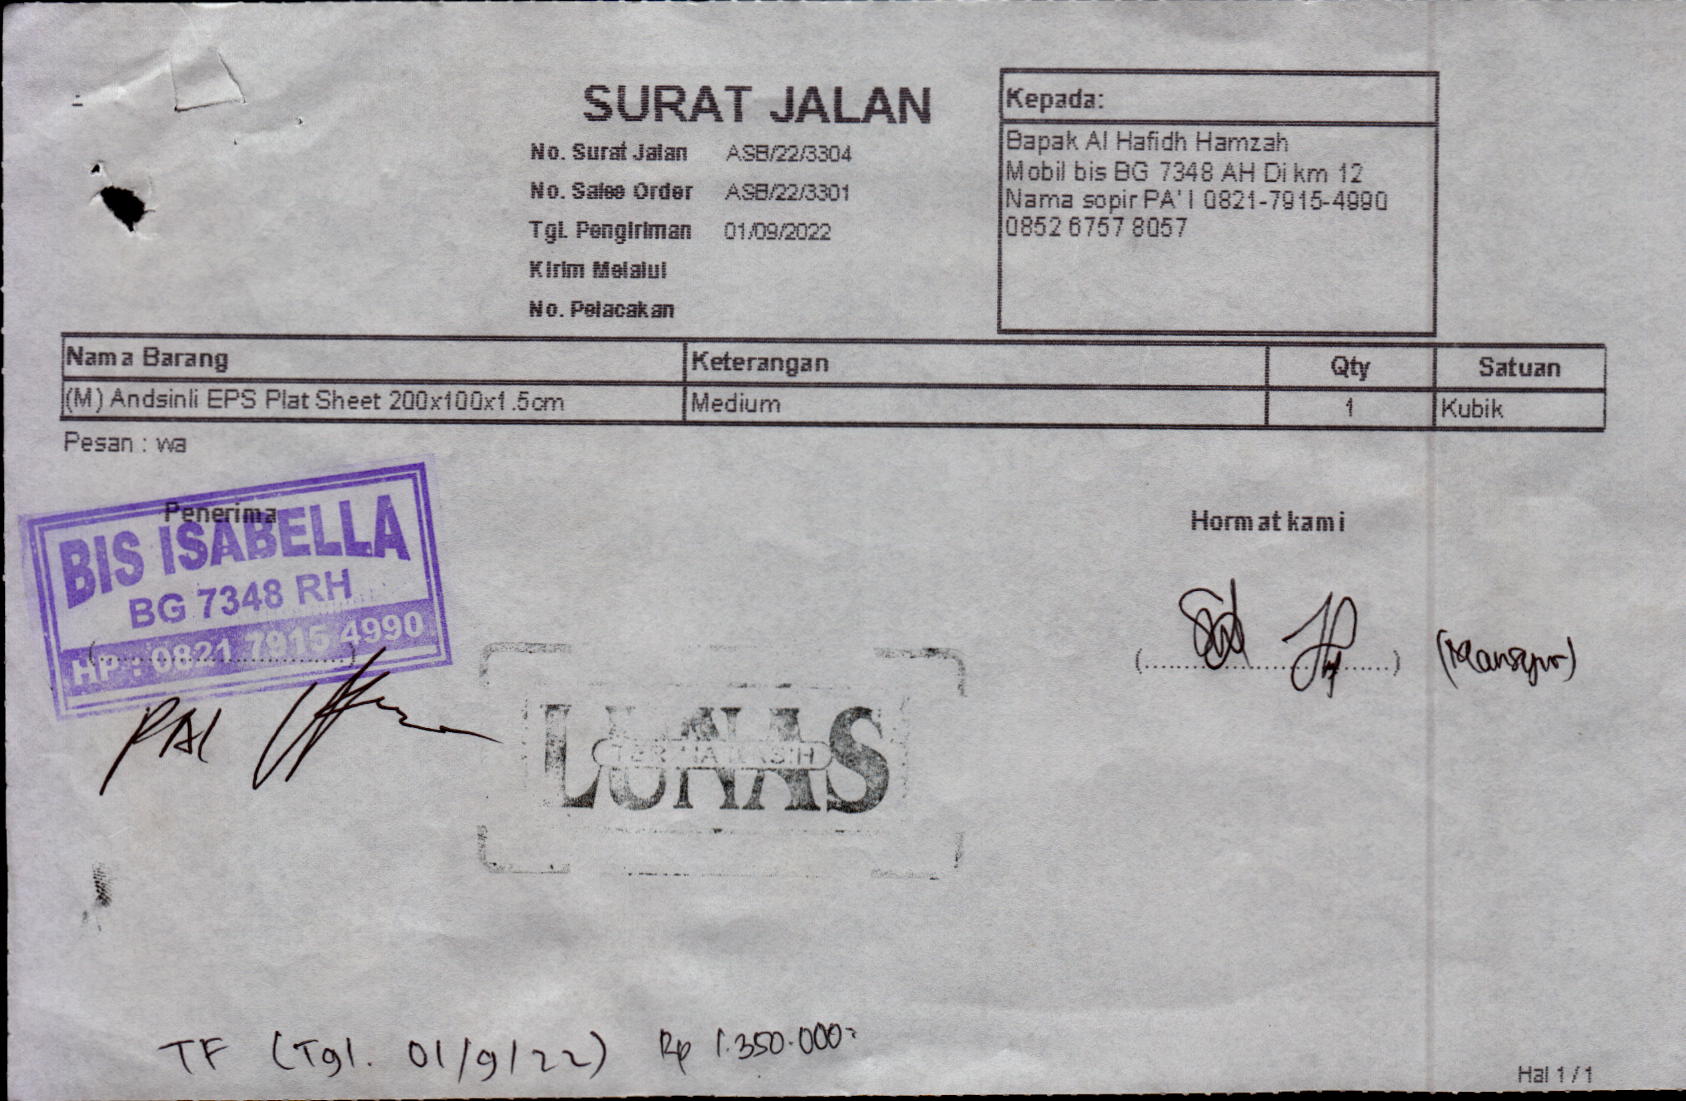 SURAT JALAN
No. Surat Jalan ASB/22/3304
No. Sales Order ASB/22/3301
Tgl. Pengiriman 01/09/2022
Kirim Melalui
No. Pelacakan
Kepada:
Bapak Al Hafidh Hamzah
Mobil bis BG 7348 AH Di km 12
Nama sopir PA' I 0821-7915-4990
0852 6757 8057
Nama Barang Keterangan Qty Satuan
(M) Andsinli EPS Plat Sheet 200x100x1.5cm Medium 1 Kubik
Pesan : wa
Penerima
BIS ISABELLA
BG 7348 RH
HP : 0821 7915 4990
PAI
Hormat kami
(....................) (Mansyur)
LUNAS
TERIMA KASIH
TF (Tgl. 01/9/22) Rp 1.350.000-
Hal 1 / 1